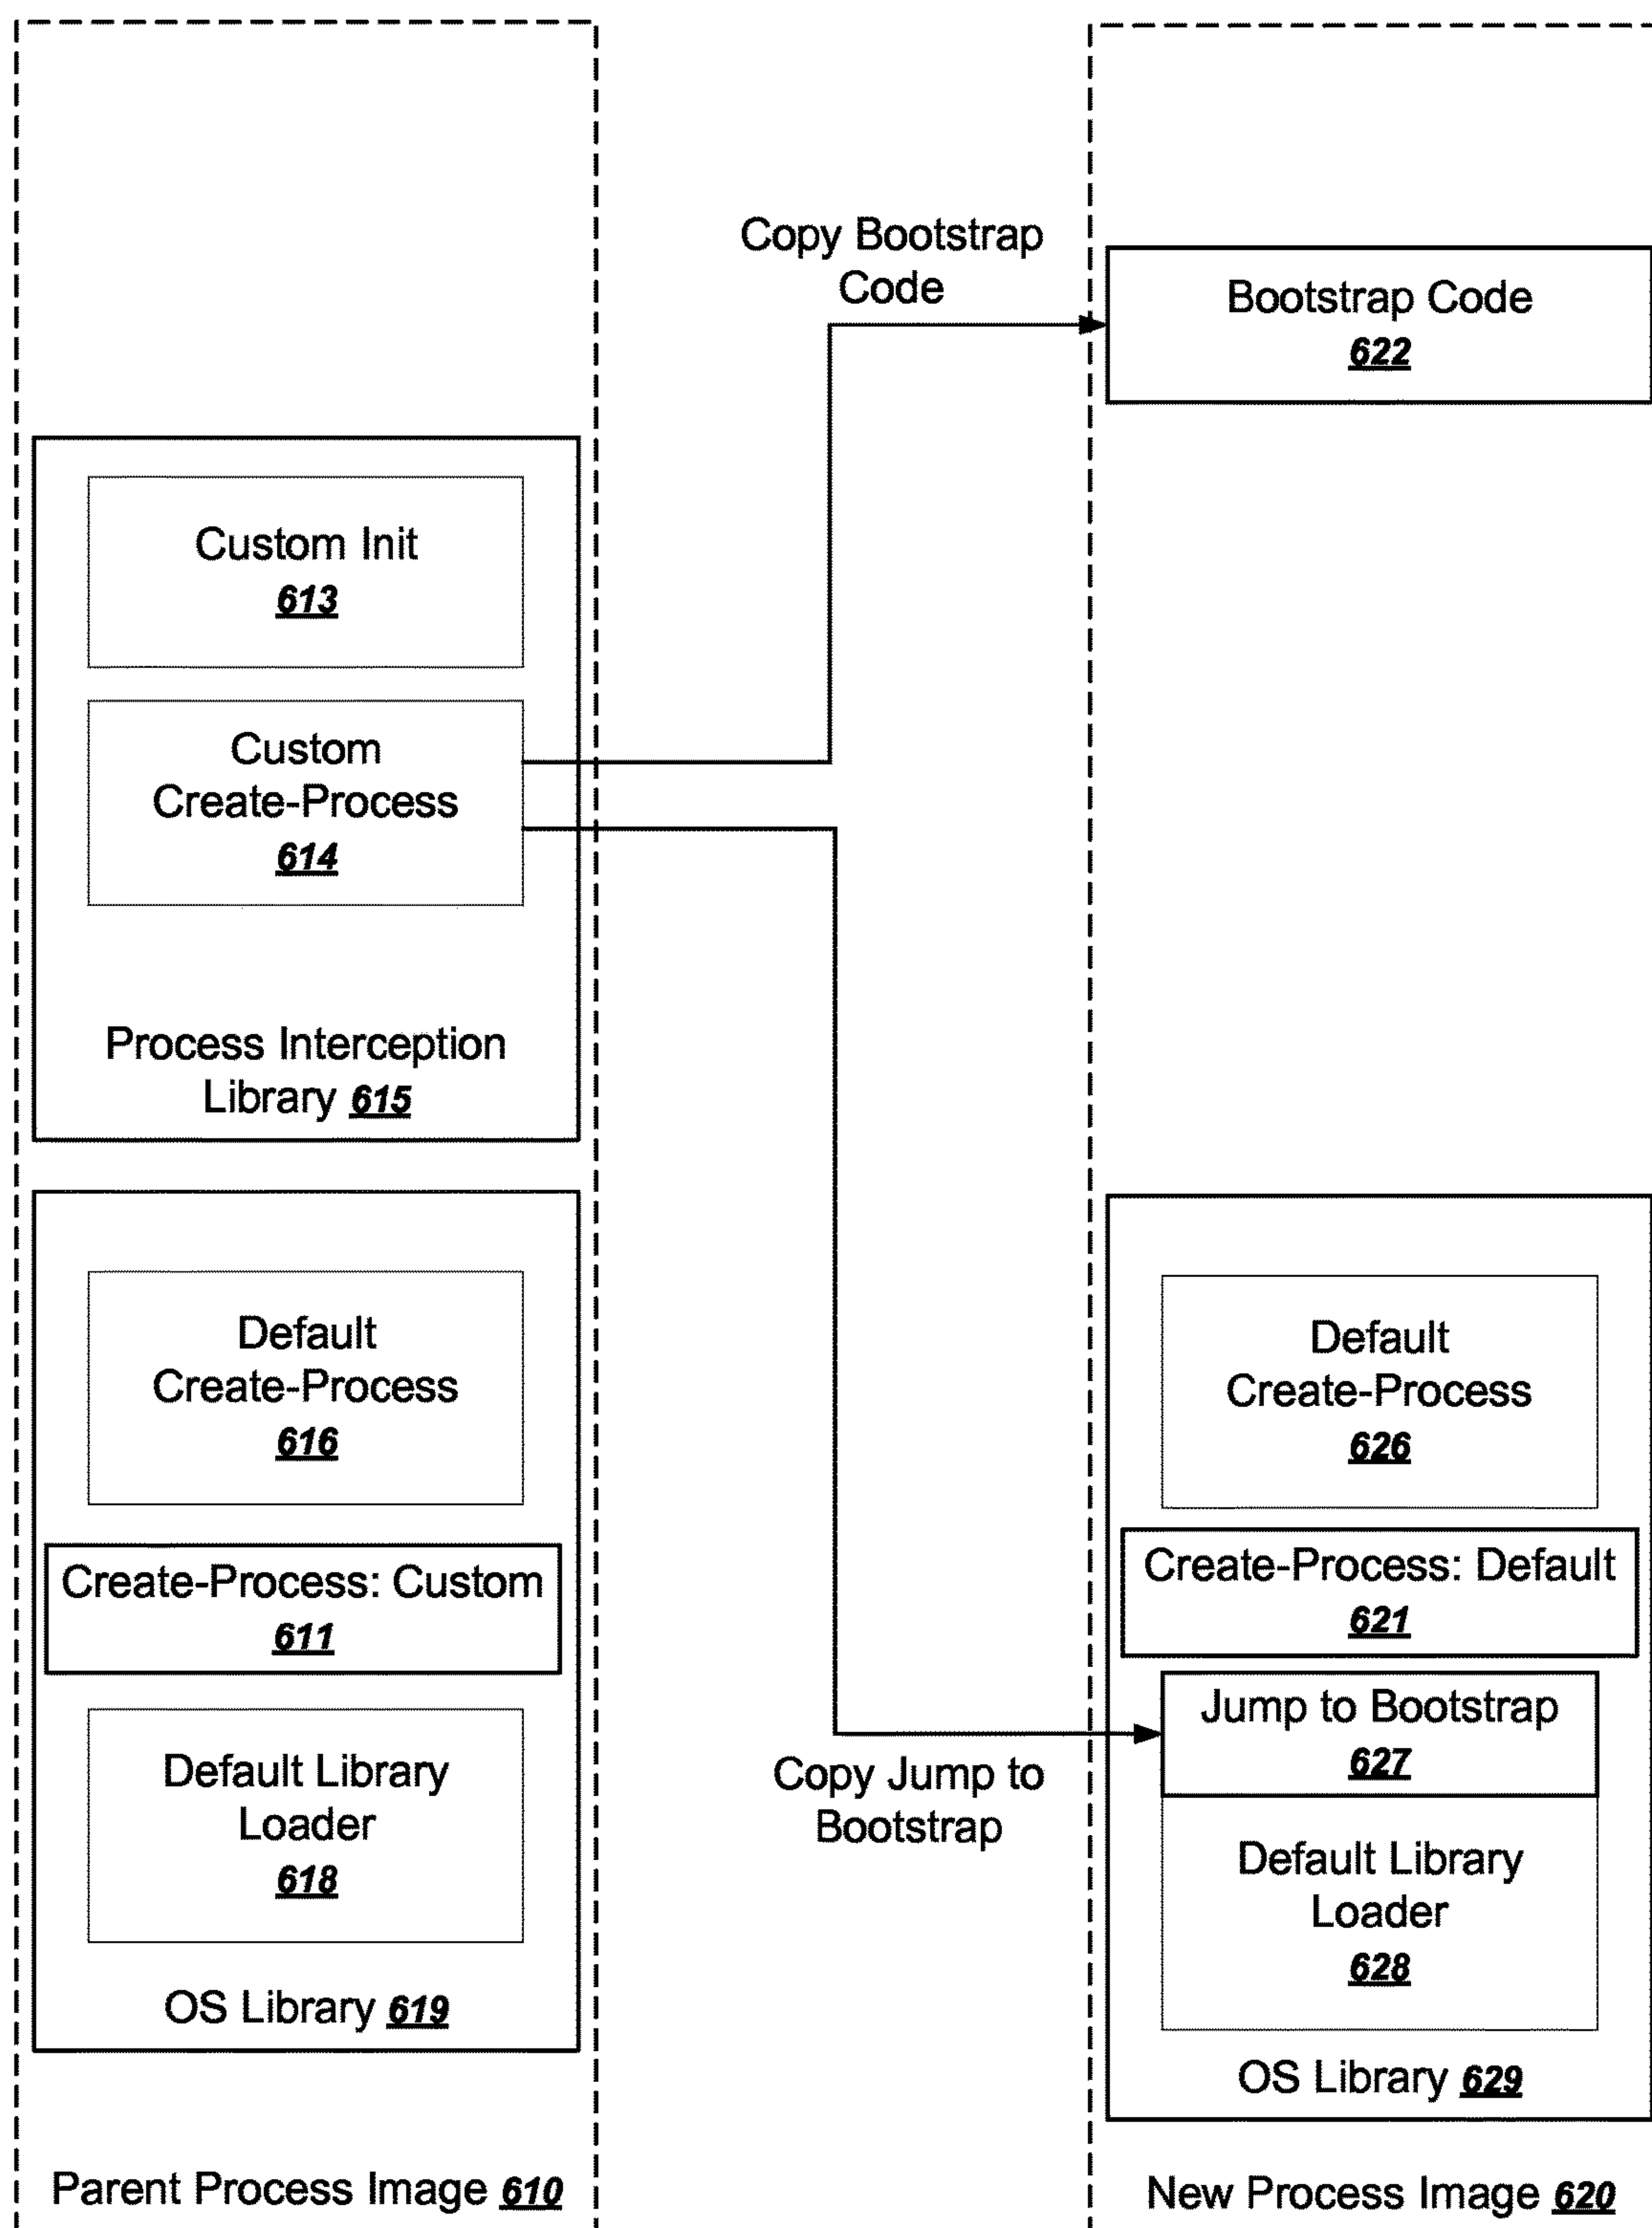 Copy Bootstrap
Code
Bootstrap Code
622
Custom Init
613
Custom
Create-Process
614
Process Interception
Library 615
Default
Create-Process
616
Create-Process: Custom
611
Default Library
Loader
618
OS Library 619
Parent Process Image 610
Copy Jump to
Bootstrap
Default
Create-Process
626
Create-Process: Default
621
Jump to Bootstrap
627
Default Library
Loader
628
OS Library 629
New Process Image 620